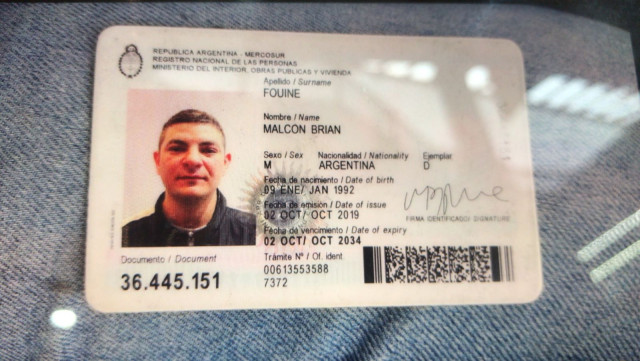 REPUBLICA ARGENTINA - MERCOSUR
REGISTRO NACIONAL DE LAS PERSONAS
MINISTERIO DEL INTERIOR, OBRAS PUBLICAS Y VIVIENDA
Apellido / Surname
FOUINE
Nombre / Name
MALCON BRIAN
Sexo / Sex Nacionalidad / Nationality Ejemplar
M ARGENTINA D
Fecha de nacimiento / Date of birth
09 ENE/ JAN 1992
Fecha de emisión / Date of issue
02 OCT/ OCT 2019
FIRMA IDENTIFICADO/ SIGNATURE
Fecha de vencimiento / Date of expiry
02 OCT/ OCT 2034
Documento / Document
36.445.151
Trámite Nº / Of. ident
00613553588
7372